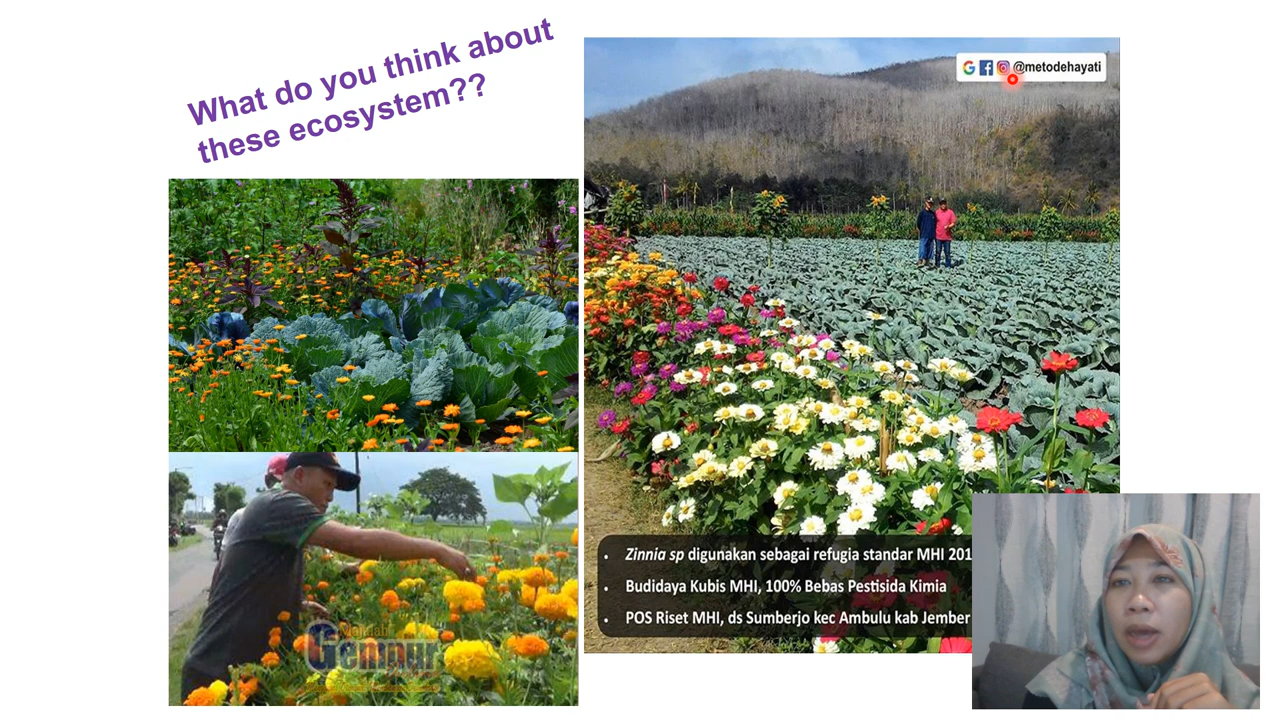 What do you think about
these ecosystem??
@metodehayati
• Zinnia sp digunakan sebagai refugia standar MHI 201
• Budidaya Kubis MHI, 100% Bebas Pestisida Kimia
• POS Riset MHI, ds Sumberjo kec Ambulu kab Jember
Genpur